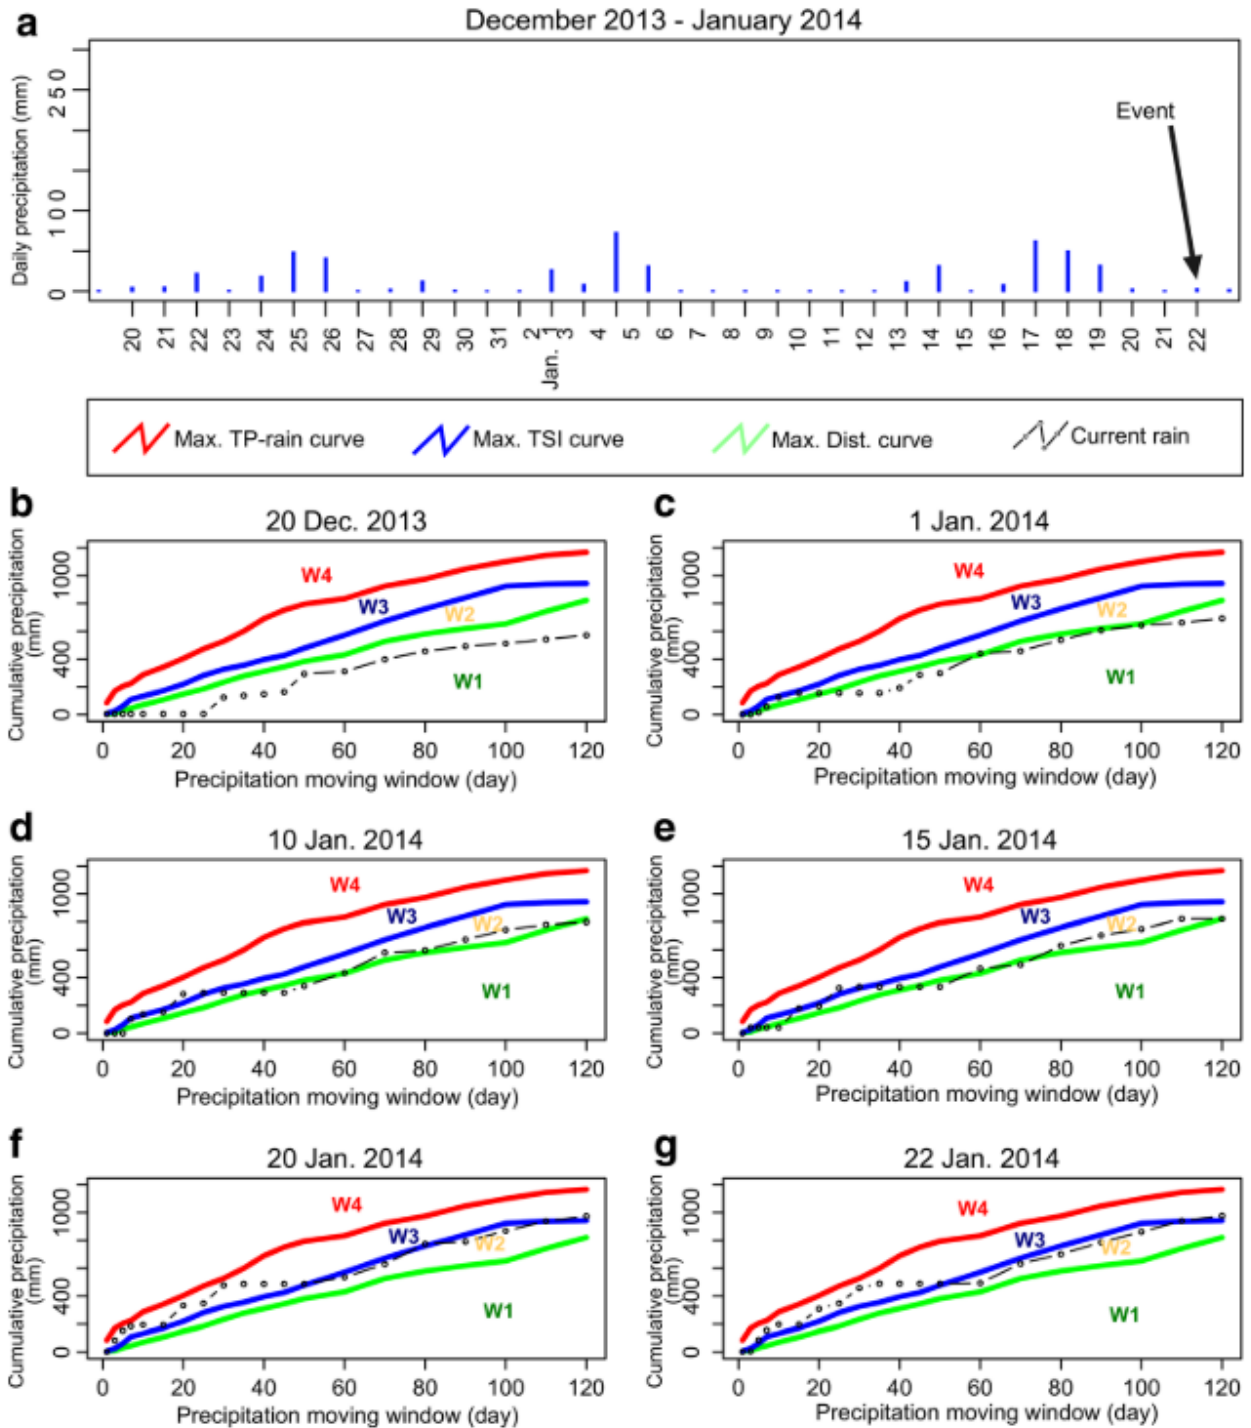 a
December 2013 - January 2014
Daily precipitation (mm)
250
100
0
Event
20 21 22 23 24 25 26 27 28 29 30 31 2 Jan. 1 3 4 5 6 7 8 9 10 11 12 13 14 15 16 17 18 19 20 21 22
Max. TP-rain curve Max. TSI curve Max. Dist. curve Current rain
b
20 Dec. 2013
Cumulative precipitation
(mm)
1000
400
0
W4
W3
W2
W1
0 20 40 60 80 100 120
Precipitation moving window (day)
c
1 Jan. 2014
Cumulative precipitation
(mm)
1000
400
0
W4
W3
W2
W1
0 20 40 60 80 100 120
Precipitation moving window (day)
d
10 Jan. 2014
Cumulative precipitation
(mm)
1000
400
0
W4
W3
W2
W1
0 20 40 60 80 100 120
Precipitation moving window (day)
e
15 Jan. 2014
Cumulative precipitation
(mm)
1000
400
0
W4
W3
W2
W1
0 20 40 60 80 100 120
Precipitation moving window (day)
f
20 Jan. 2014
Cumulative precipitation
(mm)
1000
400
0
W4
W3
W2
W1
0 20 40 60 80 100 120
Precipitation moving window (day)
g
22 Jan. 2014
Cumulative precipitation
(mm)
1000
400
0
W4
W3
W2
W1
0 20 40 60 80 100 120
Precipitation moving window (day)